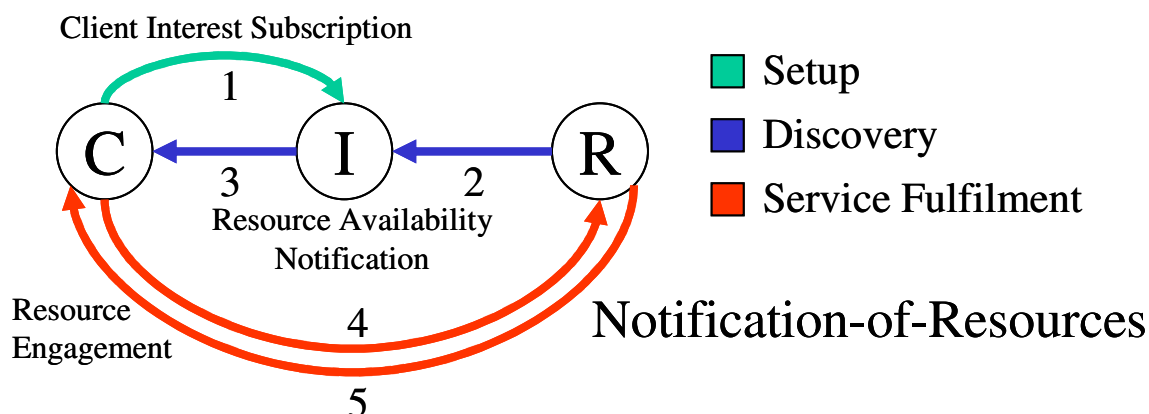 Client Interest Subscription
1
Setup
C
I
R
Discovery
3
2
Service Fulfilment
Resource Availability
Notification
Resource
Engagement
4
Notification-of-Resources
5